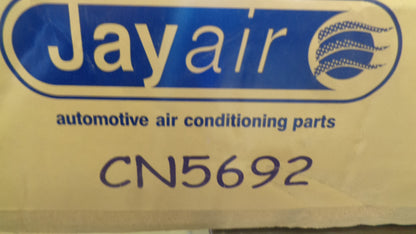 Jayair
automotive air conditioning parts
CN5692